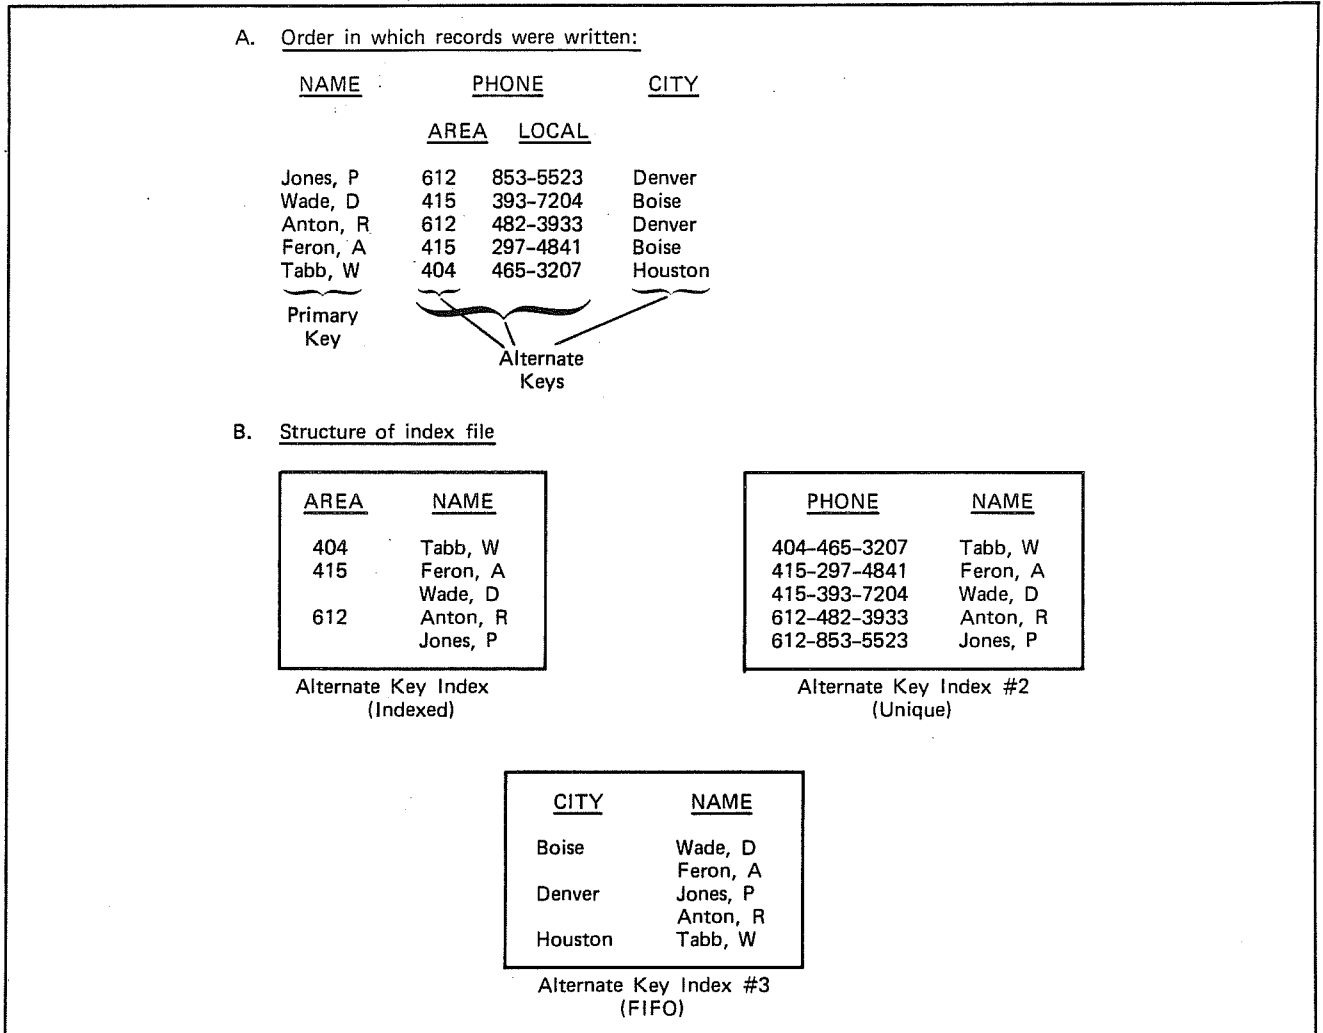 A. Order in which records were written:
NAME PHONE CITY
AREA LOCAL
Jones, P 612 853-5523 Denver
Wade, D 415 393-7204 Boise
Anton, R 612 482-3933 Denver
Feron, A 415 297-4841 Boise
Tabb, W 404 465-3207 Houston
Primary
Key
Alternate
Keys
B. Structure of index file
AREA NAME
404 Tabb, W
415 Feron, A
Wade, D
612 Anton, R
Jones, P
Alternate Key Index
(Indexed)
PHONE NAME
404-465-3207 Tabb, W
415-297-4841 Feron, A
415-393-7204 Wade, D
612-482-3933 Anton, R
612-853-5523 Jones, P
Alternate Key Index #2
(Unique)
CITY NAME
Boise Wade, D
Feron, A
Denver Jones, P
Anton, R
Houston Tabb, W
Alternate Key Index #3
(FIFO)